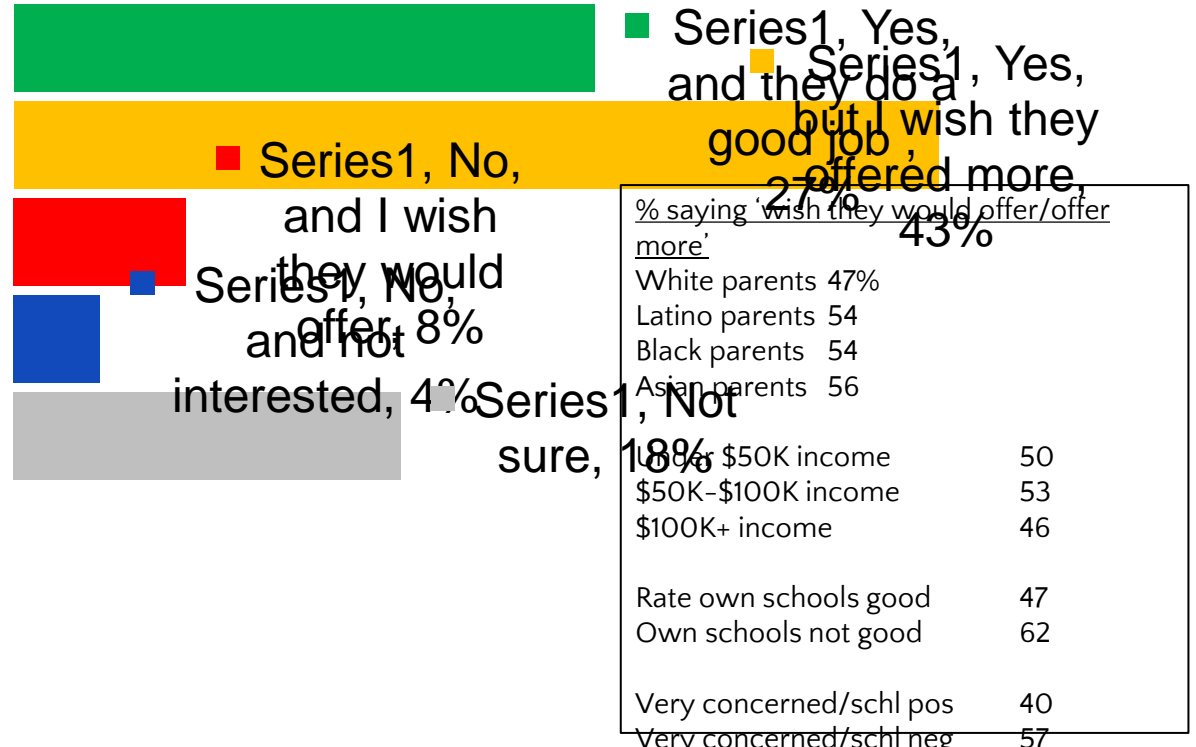 Series1, Yes,
and they do a
good job ,
27%
Series1, Yes,
but I wish they
offered more,
43%
Series1, No,
and I wish
they would
offer, 8%
Series1, No,
and not
interested, 4%
Series1, Not
sure, 18%
% saying ‘wish they would offer/offer
more’
White parents 47%
Latino parents 54
Black parents 54
Asian parents 56
Under $50K income 50
$50K-$100K income 53
$100K+ income 46
Rate own schools good 47
Own schools not good 62
Very concerned/schl pos 40
Very concerned/schl neg 57